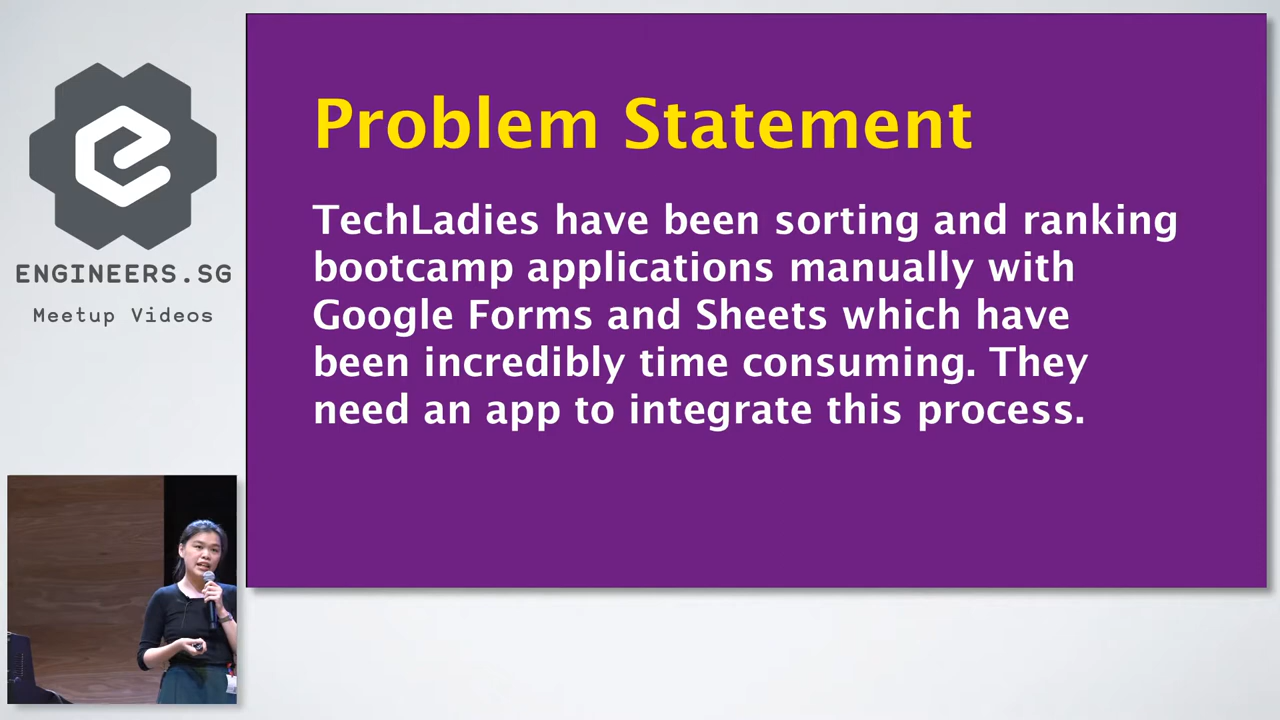 ENGINEERS.SG
Meetup Videos
Problem Statement
TechLadies have been sorting and ranking
bootcamp applications manually with
Google Forms and Sheets which have
been incredibly time consuming. They
need an app to integrate this process.